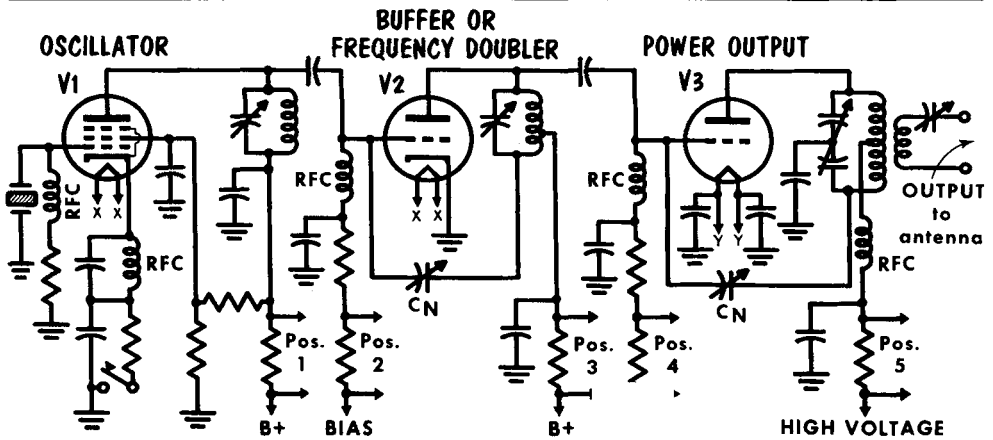 BUFFER OR
OSCILLATOR FREQUENCY DOUBLER POWER OUTPUT
V1 V2 V3
RFC RFC RFC
X X X X
OUTPUT
to
antenna
RFC Y Y RFC
CN CN
Pos. Pos. Pos. Pos. Pos.
1 2 3 4 5
B+ BIAS B+ HIGH VOLTAGE